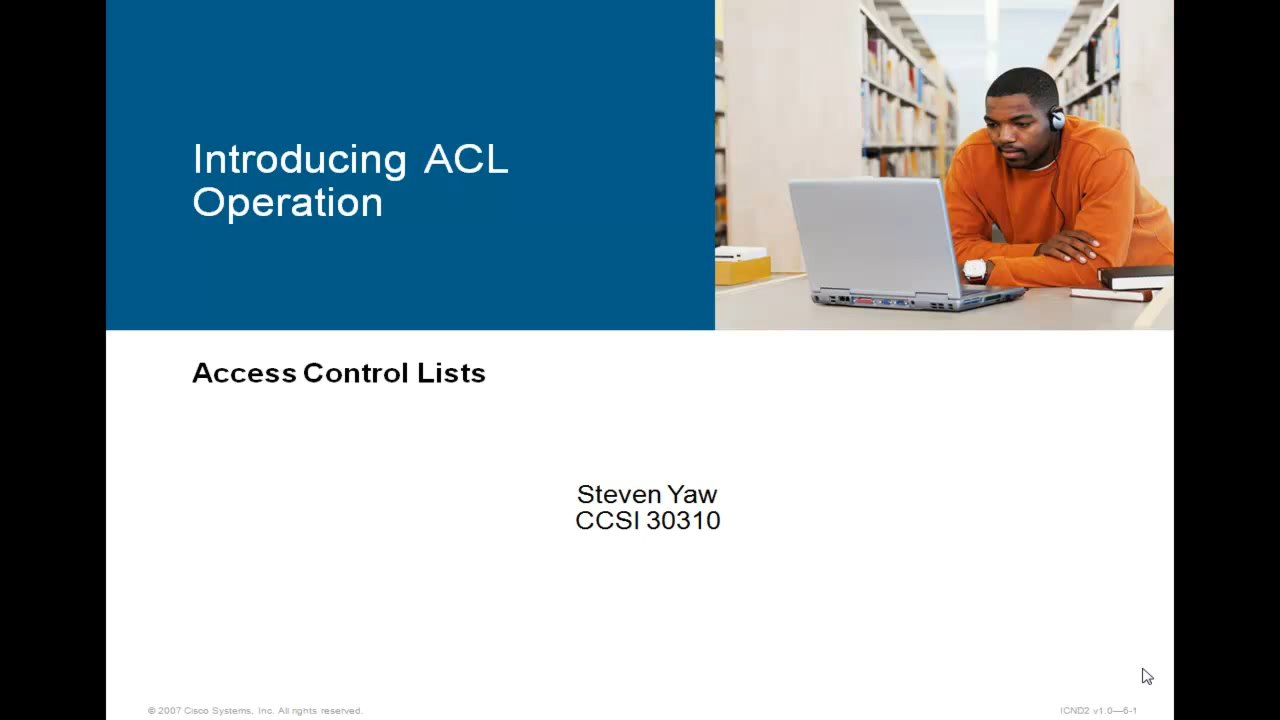 Introducing ACL
Operation
Access Control Lists
Steven Yaw
CCSI 30310
© 2007 Cisco Systems, Inc. All rights reserved.
ICND2 v1.0—6-1